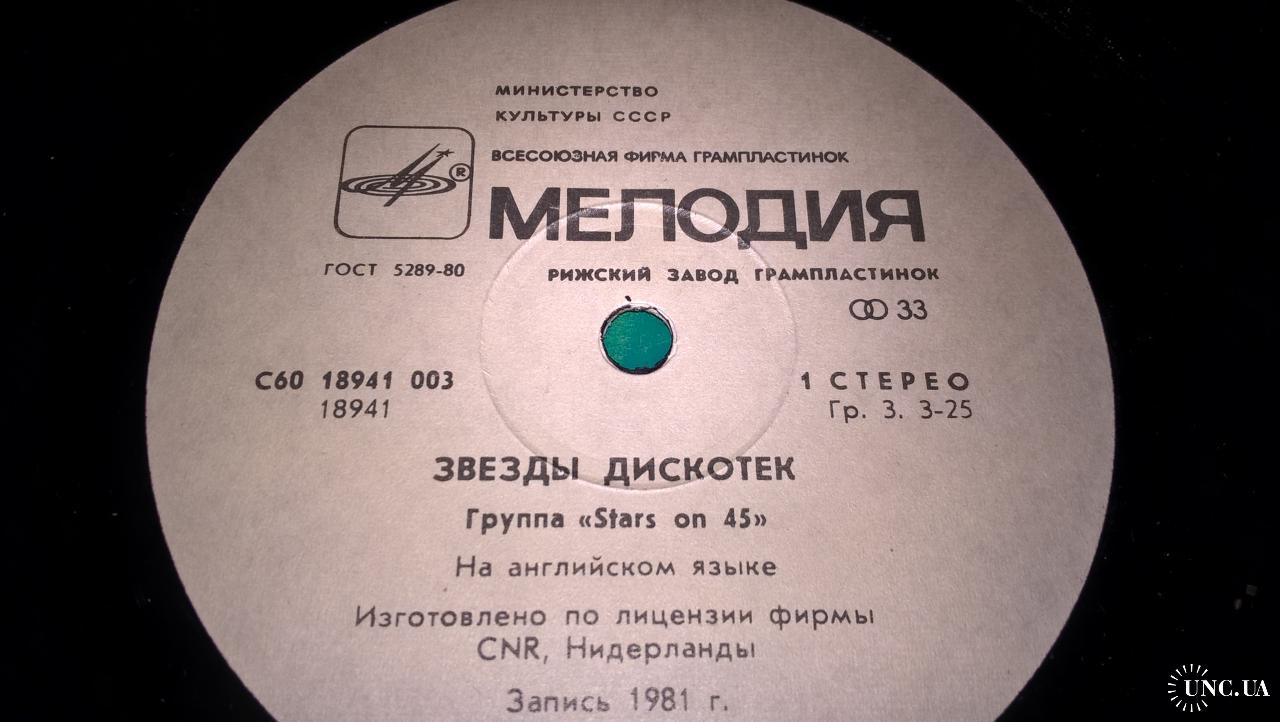 МИНИСТЕРСТВО
КУЛЬТУРЫ СССР
ВСЕСОЮЗНАЯ ФИРМА ГРАМПЛАСТИНОК
® МЕЛОДИЯ
ГОСТ 5289-80
РИЖСКИЙ ЗАВОД ГРАМПЛАСТИНОК
33
С60 18941 003
18941
1 СТЕРЕО
Гр. 3. 3-25
ЗВЕЗДЫ ДИСКОТЕК
Группа «Stars on 45»
На английском языке
Изготовлено по лицензии фирмы
CNR, Нидерланды
Запись 1981 г.
UNC.UA